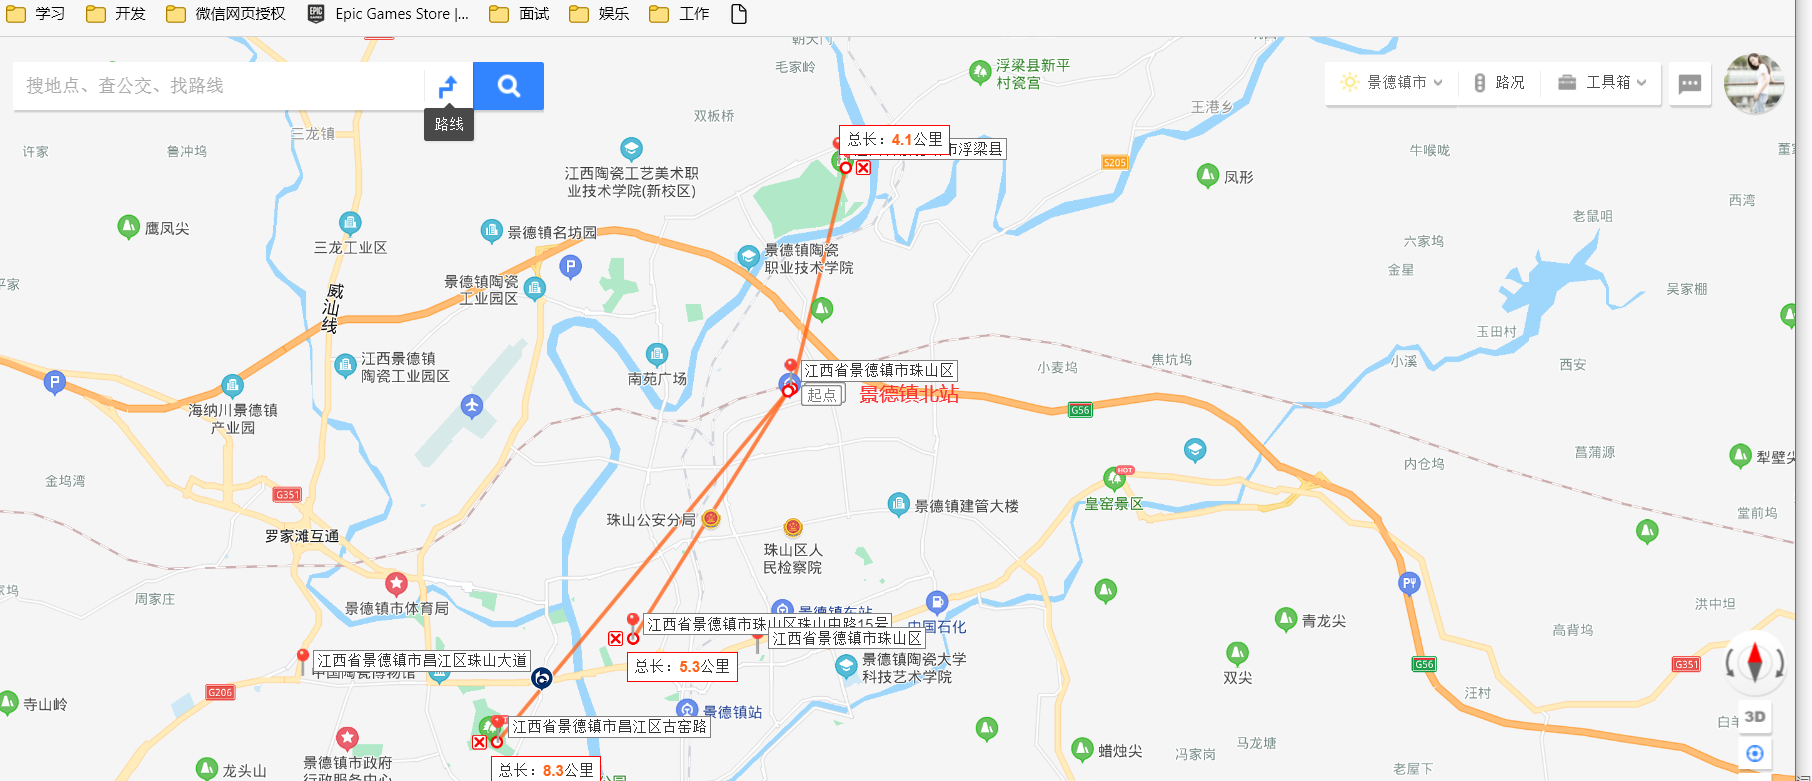 学习
开发
微信网页授权
EPIC GAMES
Epic Games Store |...
面试
娱乐
工作
搜地点、查公交、找路线
路线
景德镇市
路况
工具箱
毛家岭
浮梁县新平
村瓷宫
王港乡
双板桥
三龙镇
许家
鲁冲坞
江西陶瓷工艺美术职
业技术学院(新校区)
总长：4.1公里
市浮梁县
S205
牛喉咙
凤形
西湾
老鼠咀
鹰凤尖
三龙工业区
景德镇名坊园
景德镇陶瓷
职业技术学院
六家坞
金星
吴家棚
景德镇陶瓷
工业园区
威汕线
玉田村
江西景德镇
陶瓷工业园区
南苑广场
江西省景德镇市珠山区
起点
景德镇北站
小麦坞
焦坑坞
小溪
西安
G56
海纳川景德镇
产业园
金坞湾
G351
罗家滩互通
内仓坞
菖蒲源
犁壁尖
HOT
皇窑景区
堂前坞
景德镇建管大楼
珠山公安分局
珠山区人
民检察院
周家庄
景德镇市体育局
景德镇东站
中国石化
江西省景德镇市珠山区珠山中路15号
江西省景德镇市珠山区
总长：5.3公里
景德镇陶瓷大学
科技艺术学院
青龙尖
洪中坦
高背坞
G56
G351
双尖
汪村
江西省景德镇市昌江区珠山大道
中国陶瓷博物馆
G206
寺山岭
景德镇站
江西省景德镇市昌江区古窑路
总长：8.3公里
景德镇市政府
行政服务中心
龙头山
蜡烛尖
冯家岗
马龙塘
老屋下
3D